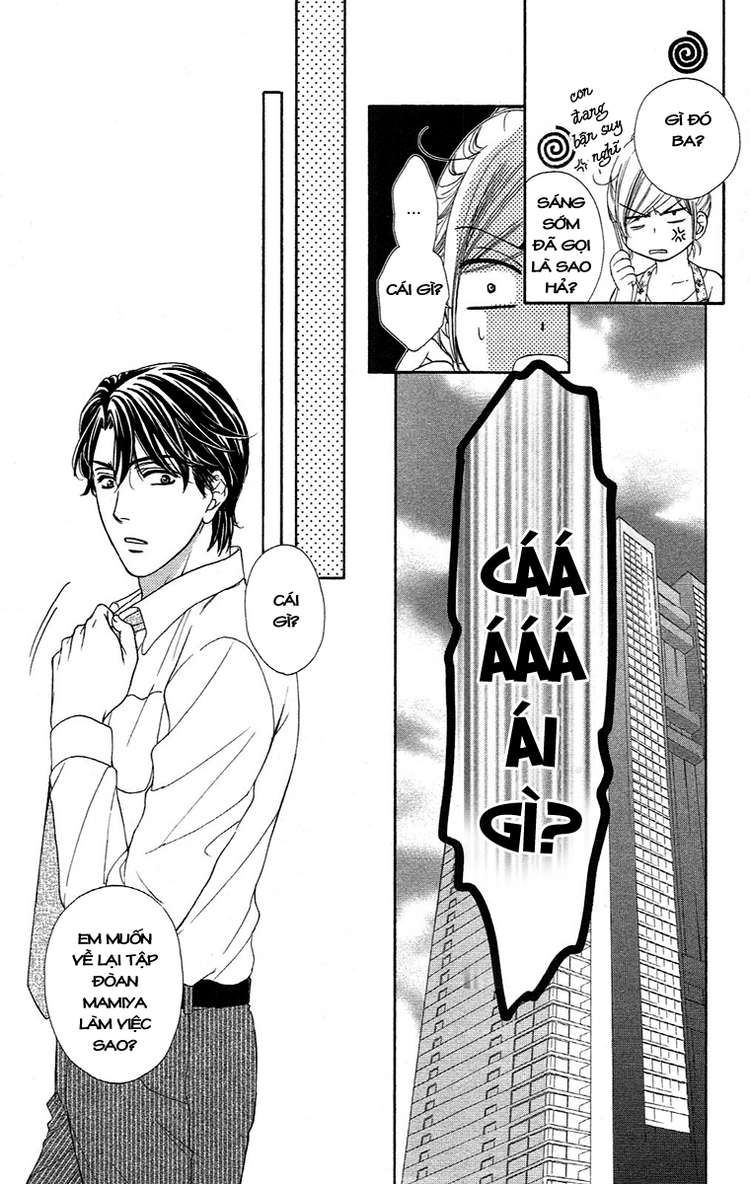 GÌ ĐÓ
BA?
con
đang
bận suy
nghĩ
SÁNG
SỚM
ĐÃ GỌI
LÀ SAO
HẢ?
...
CÁI GÌ?
CÁÁ
ÁÁÁ
ÁI
GÌ?
CÁI
GÌ?
EM MUỐN
VỀ LẠI TẬP
ĐÒAN
MAMIYA
LÀM VIỆC
SAO?